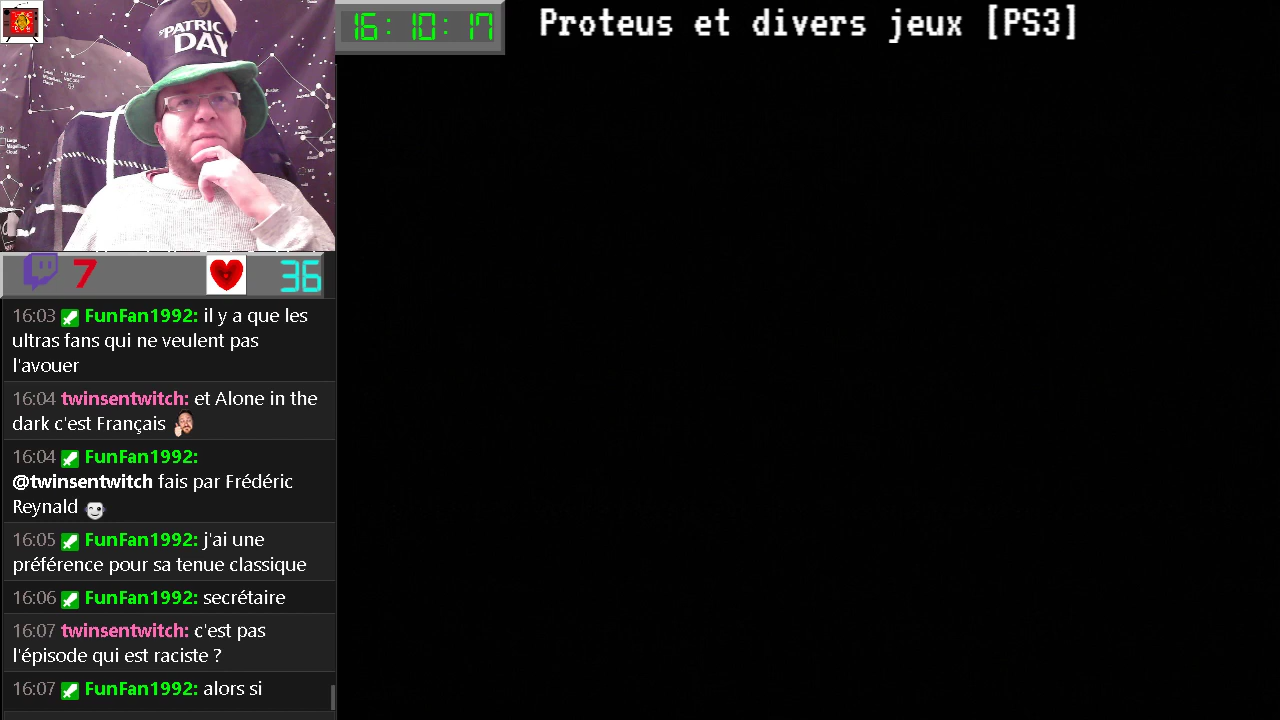 PATRIC
DAY
16:10:17
Proteus et divers jeux [PS3]
7
36
16:03 FunFan1992: il y a que les
ultras fans qui ne veulent pas
l'avouer
16:04 twinsentwitch: et Alone in the
dark c'est Français
16:04 FunFan1992:
@twinsentwitch fais par Frédéric
Reynald
16:05 FunFan1992: j'ai une
préférence pour sa tenue classique
16:06 FunFan1992: secrétaire
16:07 twinsentwitch: c'est pas
l'épisode qui est raciste ?
16:07 FunFan1992: alors si